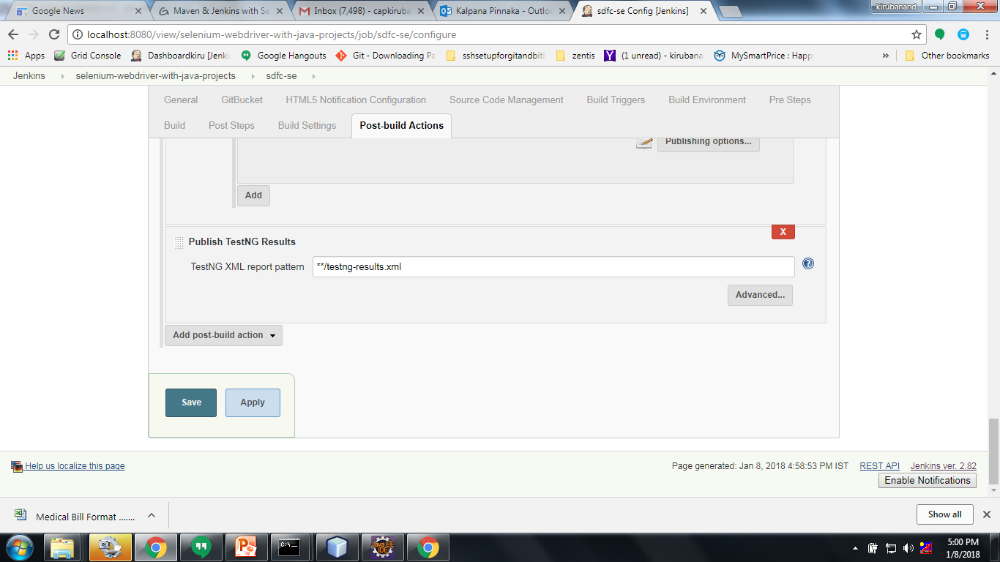 Google News
Maven & Jenkins with Se
Inbox (7,498) - capkiruba
Kalpana Pinnaka - Outloo
sdfc-se Config [Jenkins]
kirubanand
localhost:8080/view/selenium-webdriver-with-java-projects/job/sdfc-se/configure
Apps
Grid Console
Dashboardkiru [Jenki
Google Hangouts
Git - Downloading Pa
sshsetupforgitandbitb
zentis
(1 unread) - kirubana
MySmartPrice : Happ
»
Other bookmarks
Jenkins
selenium-webdriver-with-java-projects
sdfc-se
General
GitBucket
HTML5 Notification Configuration
Source Code Management
Build Triggers
Build Environment
Pre Steps
Build
Post Steps
Build Settings
Post-build Actions
Publishing options...
Add
X
Publish TestNG Results
TestNG XML report pattern
**/testng-results.xml
?
Advanced...
Add post-build action
Save
Apply
Help us localize this page
Page generated: Jan 8, 2018 4:58:53 PM IST
REST API
Jenkins ver. 2.82
Enable Notifications
Medical Bill Format .......
Show all
C:\.
Java EE
IDE
5:00 PM
1/8/2018